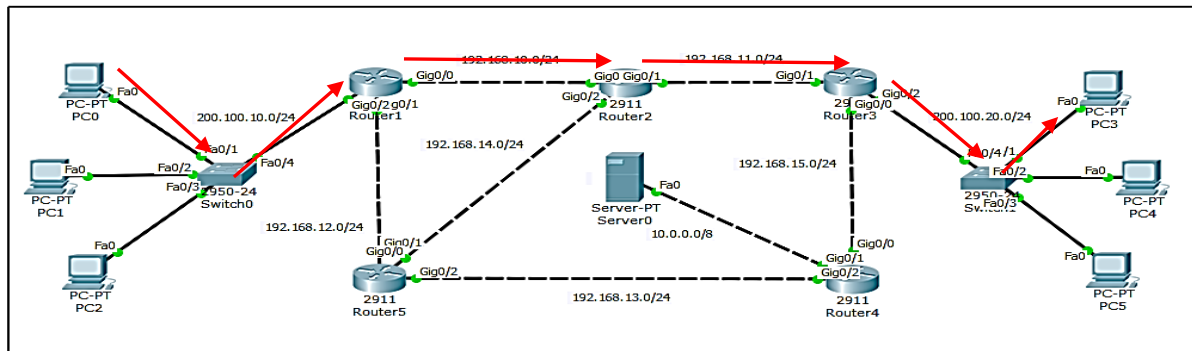 192.168.10.0/24
192.168.11.0/24
Fa0
PC-PT
PC0
Gig0/0
Gig0/2
Router1
Gig0
Gig0/1
Gig0/2
2911
Router2
Gig0/1
Gig0/2
Gig0/0
Router3
Fa0
PC-PT
PC3
200.100.10.0/24
200.100.20.0/24
Fa0/1
Fa0/2
Fa0/3
Fa0/4
2950-24
Switch0
Fa0
PC-PT
PC1
192.168.14.0/24
192.168.15.0/24
Fa0
Server-PT
Server0
Fa0/2
Fa0/3
Fa0
PC-PT
PC4
Fa0
PC-PT
PC2
192.168.12.0/24
10.0.0.0/8
Gig0/1
Gig0/0
Gig0/2
2911
Router5
192.168.13.0/24
Gig0/0
Gig0/1
Gig0/2
2911
Router4
Fa0
PC-PT
PC5